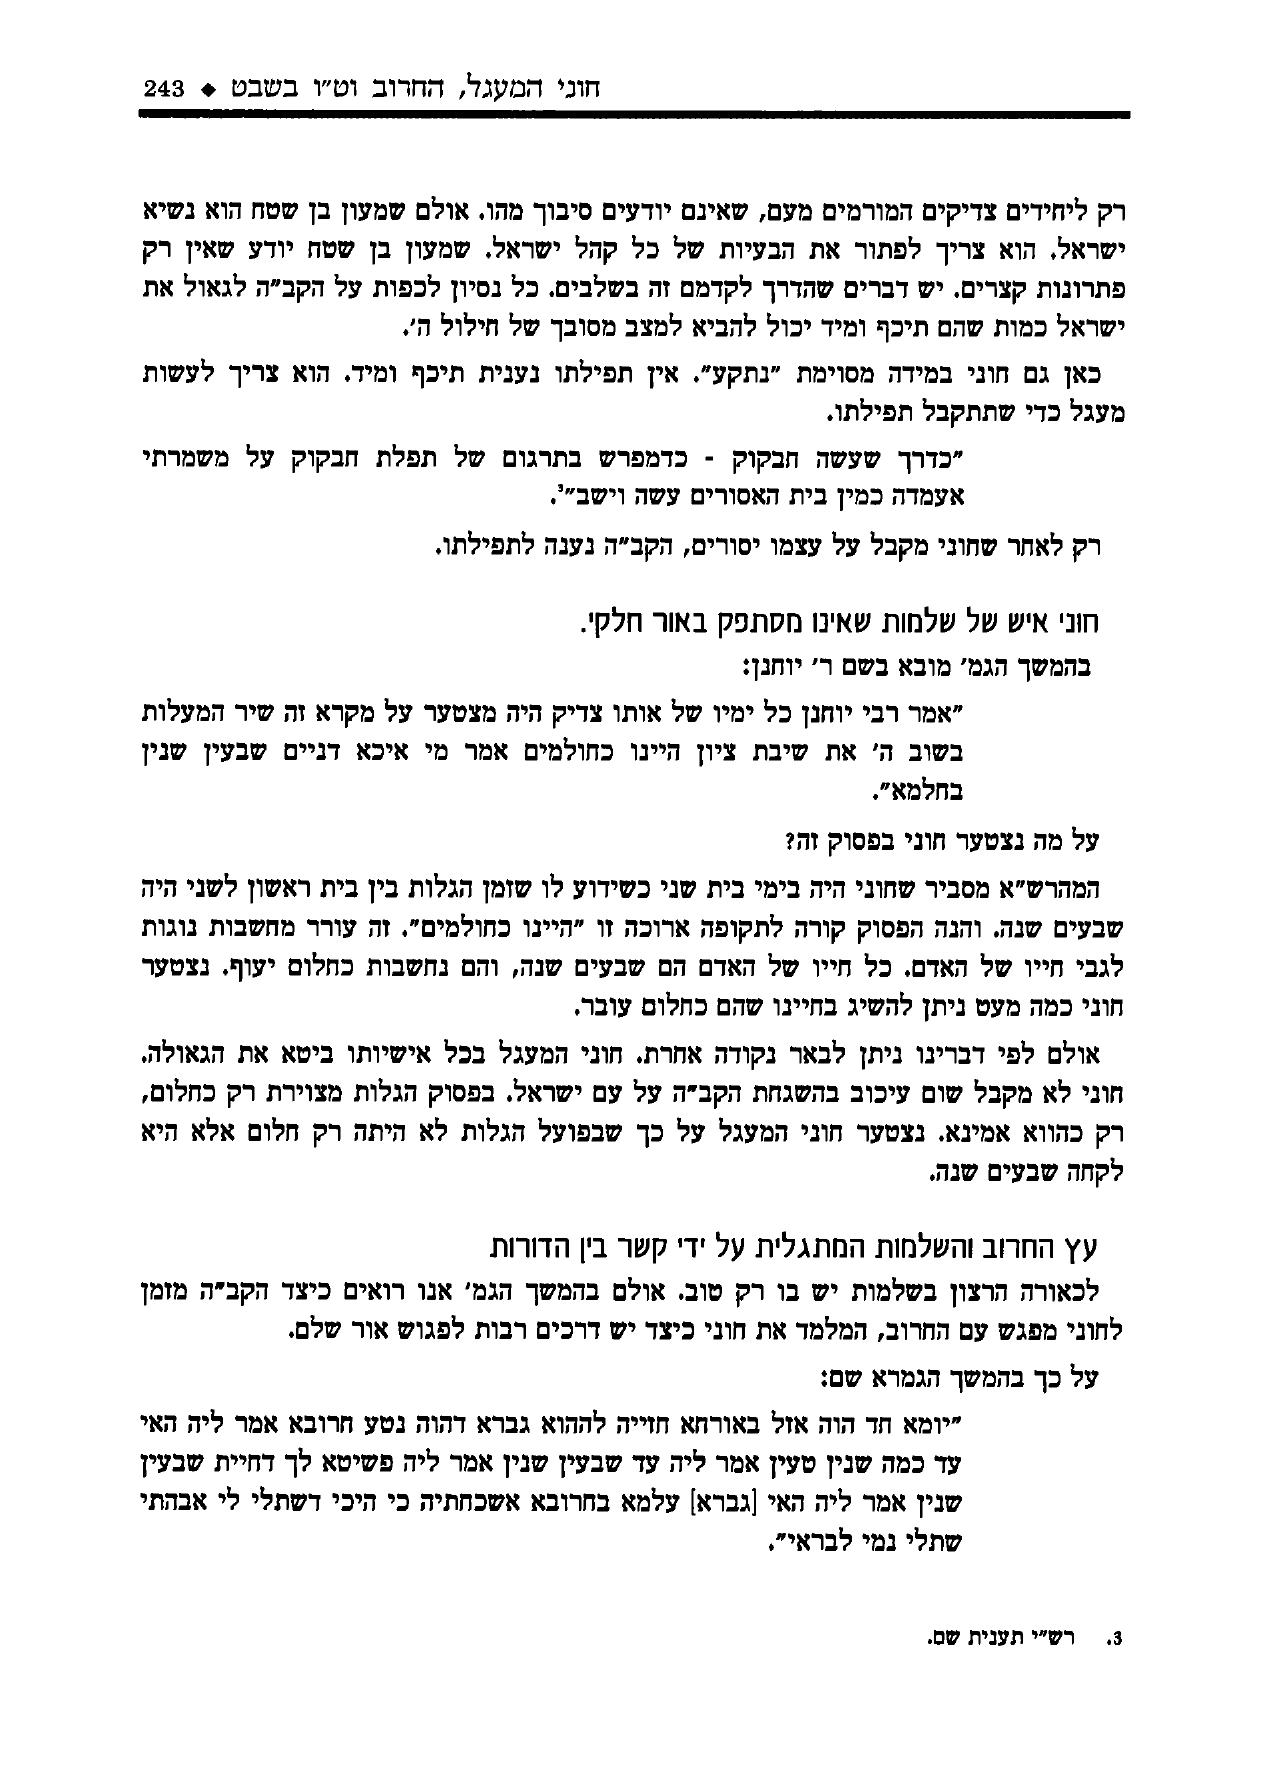 חוני המעגל, החרוב וט״ו בשבט ◆ 243
רק ליחידים צדיקים המורמים מעם, שאינם יודעים סיבוך מהו. אולם שמעון בן שטח הוא נשיא
ישראל. הוא צריך לפתור את הבעיות של כל קהל ישראל. שמעון בן שטח יודע שאין רק
פתרונות קצרים. יש דברים שהדרך לקדמם זה בשלבים. כל נסיון לכפות על הקב״ה לגאול את
ישראל כמות שהם תיכף ומיד יכול להביא למצב מסובך של חילול ה׳.
כאן גם חוני במידה מסוימת ״נתקע״. אין תפילתו נענית תיכף ומיד. הוא צריך לעשות
מעגל כדי שתתקבל תפילתו.
״כדרך שעשה חבקוק - כדמפרש בתרגום של תפלת חבקוק על משמרתי
אעמדה כמין בית האסורים עשה וישב״³.
רק לאחר שחוני מקבל על עצמו יסורים, הקב״ה נענה לתפילתו.
חוני איש של שלמות שאינו מסתפק באור חלקי.
בהמשך הגמ׳ מובא בשם ר׳ יוחנן:
״אמר רבי יוחנן כל ימיו של אותו צדיק היה מצטער על מקרא זה שיר המעלות
בשוב ה׳ את שיבת ציון היינו כחולמים אמר מי איכא דניים שבעין שנין
בחלמא״.
על מה נצטער חוני בפסוק זה?
המהרש״א מסביר שחוני היה בימי בית שני כשידוע לו שזמן הגלות בין בית ראשון לשני היה
שבעים שנה. והנה הפסוק קורה לתקופה ארוכה זו ״היינו כחולמים״. זה עורר מחשבות נוגות
לגבי חייו של האדם. כל חייו של האדם הם שבעים שנה, והם נחשבות כחלום יעוף. נצטער
חוני כמה מעט ניתן להשיג בחיינו שהם כחלום עובר.
אולם לפי דברינו ניתן לבאר נקודה אחרת. חוני המעגל בכל אישיותו ביטא את הגאולה.
חוני לא מקבל שום עיכוב בהשגחת הקב״ה על עם ישראל. בפסוק הגלות מצוירת רק כחלום,
רק כהווא אמינא. נצטער חוני המעגל על כך שבפועל הגלות לא היתה רק חלום אלא היא
לקחה שבעים שנה.
עץ החרוב והשלמות המתגלית על ידי קשר בין הדורות
לכאורה הרצון בשלמות יש בו רק טוב. אולם בהמשך הגמ׳ אנו רואים כיצד הקב״ה מזמן
לחוני מפגש עם החרוב, המלמד את חוני כיצד יש דרכים רבות לפגוש אור שלם.
על כך בהמשך הגמרא שם:
״יומא חד הוה אזל באורחא חזייה לההוא גברא דהוה נטע חרובא אמר ליה האי
עד כמה שנין טעין אמר ליה עד שבעין שנין אמר ליה פשיטא לך דחיית שבעין
שנין אמר ליה האי [גברא] עלמא בחרובא אשכחתיה כי היכי דשתלי לי אבהתי
שתלי נמי לבראי״.
3. רש״י תענית שם.